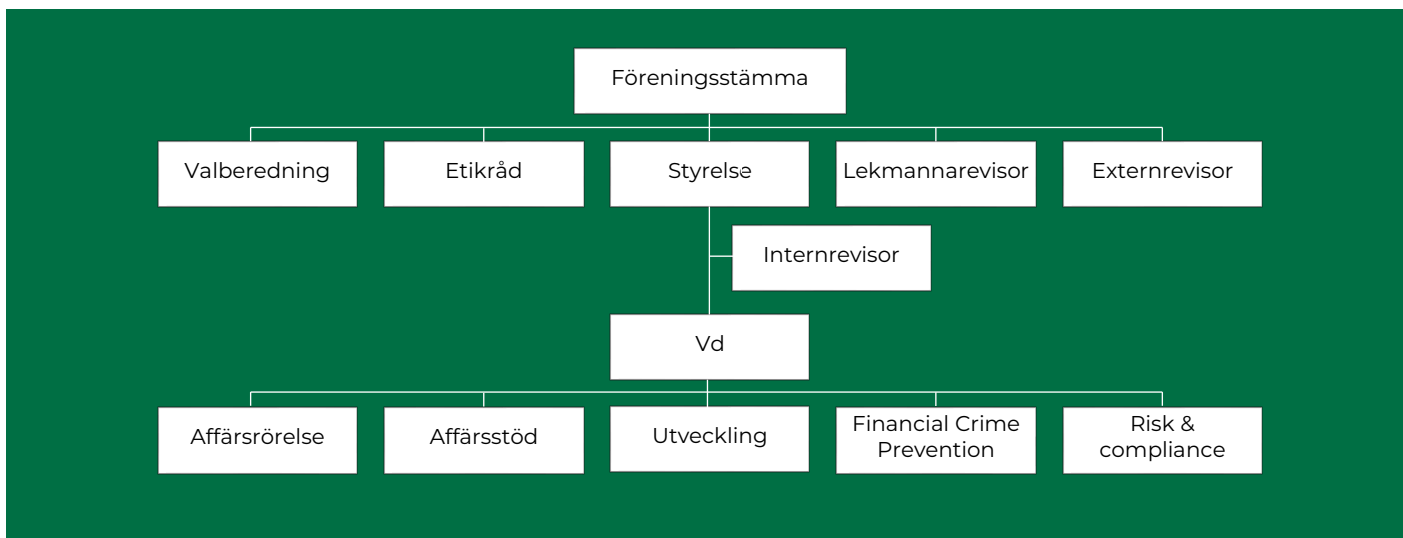 Föreningsstämma
Valberedning
Etikråd
Styrelse
Lekmannarevisor
Externrevisor
Internrevisor
Vd
Affärsrörelse
Affärsstöd
Utveckling
Financial Crime
Prevention
Risk &
compliance